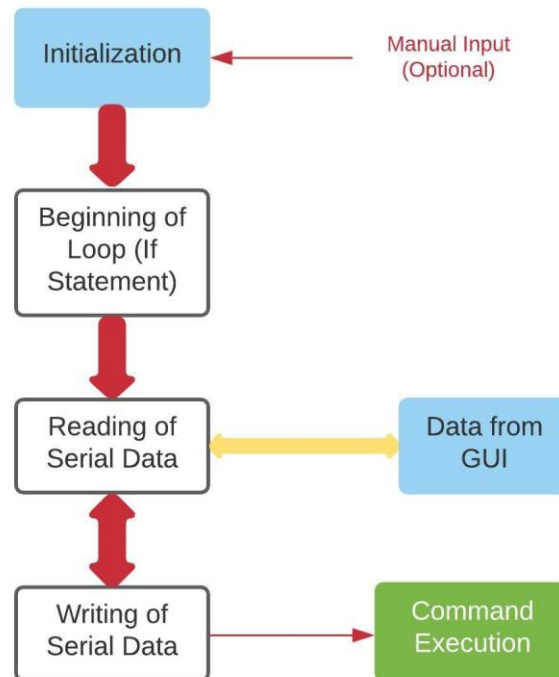 Initialization
Manual Input
(Optional)
Beginning of
Loop (If
Statement)
Reading of
Serial Data
Data from
GUI
Writing of
Serial Data
Command
Execution